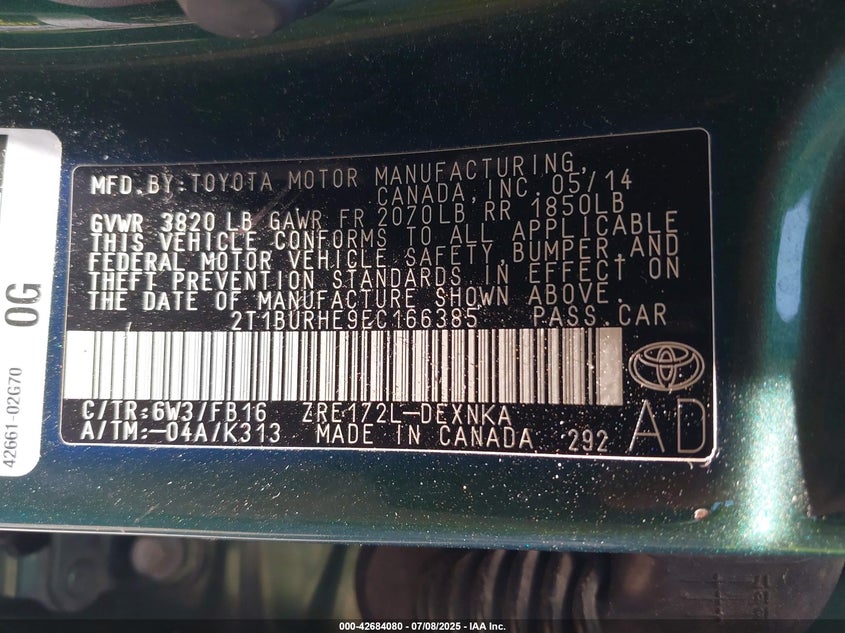 MFD.BY:TOYOTA MOTOR MANUFACTURING,
CANADA,INC. 05/14
GVWR 3820 LB GAWR FR 2070LB RR 1850LB
THIS VEHICLE CONFORMS TO ALL APPLICABLE
FEDERAL MOTOR VEHICLE SAFETY,BUMPER,AND
THEFT PREVENTION STANDARDS IN EFFECT ON
THE DATE OF MANUFACTURE SHOWN ABOVE.
2T1BURHE9EC166385 PASS.CAR
C/TR:6W3/FB16 ZRE172L-DEXNKA
A/TM:-04A/K313 MADE IN CANADA 292
AD
0G
42661-02G70
000-42684080 - 07/08/2025 - IAA Inc.